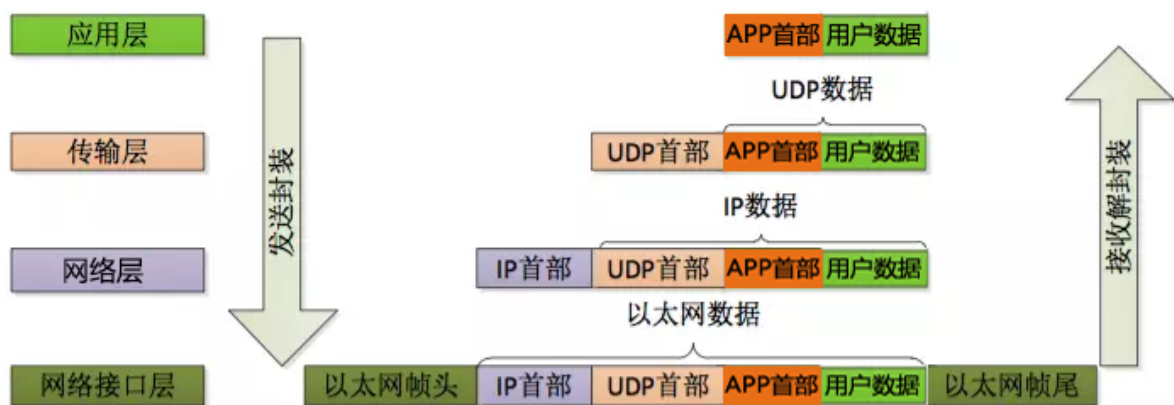 应用层 APP首部 用户数据
UDP数据
传输层 UDP首部 APP首部 用户数据
发送封装
接收解封装
IP数据
网络层 IP首部 UDP首部 APP首部 用户数据
以太网数据
网络接口层 以太网帧头 IP首部 UDP首部 APP首部 用户数据 以太网帧尾